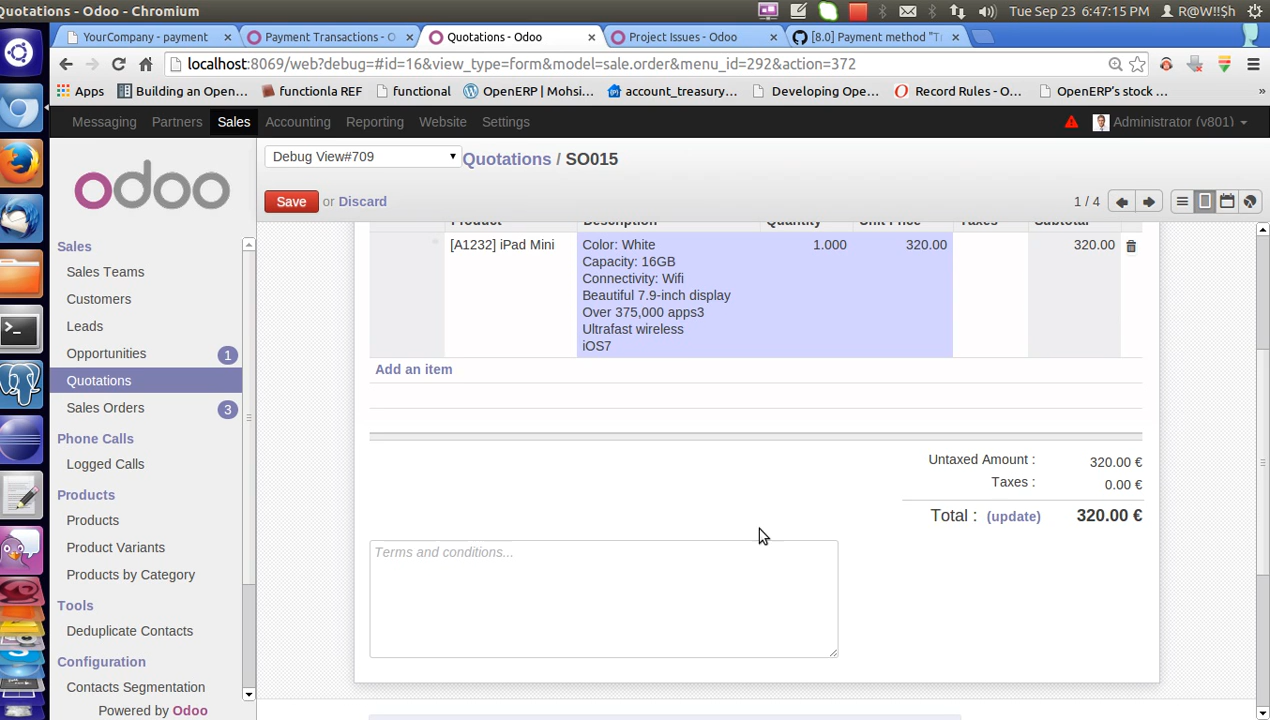 Quotations - Odoo - Chromium
Tue Sep 23 6:47:15 PM R@W!!$h
YourCompany - payment
Payment Transactions - O
Quotations - Odoo
Project Issues - Odoo
[8.0] Payment method "T
localhost:8069/web?debug=#id=16&view_type=form&model=sale.order&menu_id=292&action=372
Apps
Building an Open...
functionla REF
functional
OpenERP | Mohsi...
account_treasury...
Developing Ope...
Record Rules - O...
OpenERP's stock ...
»
Messaging Partners Sales Accounting Reporting Website Settings
Administrator (v801)
odoo
Debug View#709
Quotations / SO015
Save or Discard
1 / 4
Sales
Sales Teams
Customers
Leads
Opportunities 1
Quotations
Sales Orders 3
Phone Calls
Logged Calls
Products
Products
Product Variants
Products by Category
Tools
Deduplicate Contacts
Configuration
Contacts Segmentation
Powered by Odoo
Product Description Quantity Unit Price Taxes Subtotal
[A1232] iPad Mini
Color: White
Capacity: 16GB
Connectivity: Wifi
Beautiful 7.9-inch display
Over 375,000 apps3
Ultrafast wireless
iOS7
1.000
320.00
320.00
Add an item
Untaxed Amount : 320.00 €
Taxes : 0.00 €
Total : (update) 320.00 €
Terms and conditions...